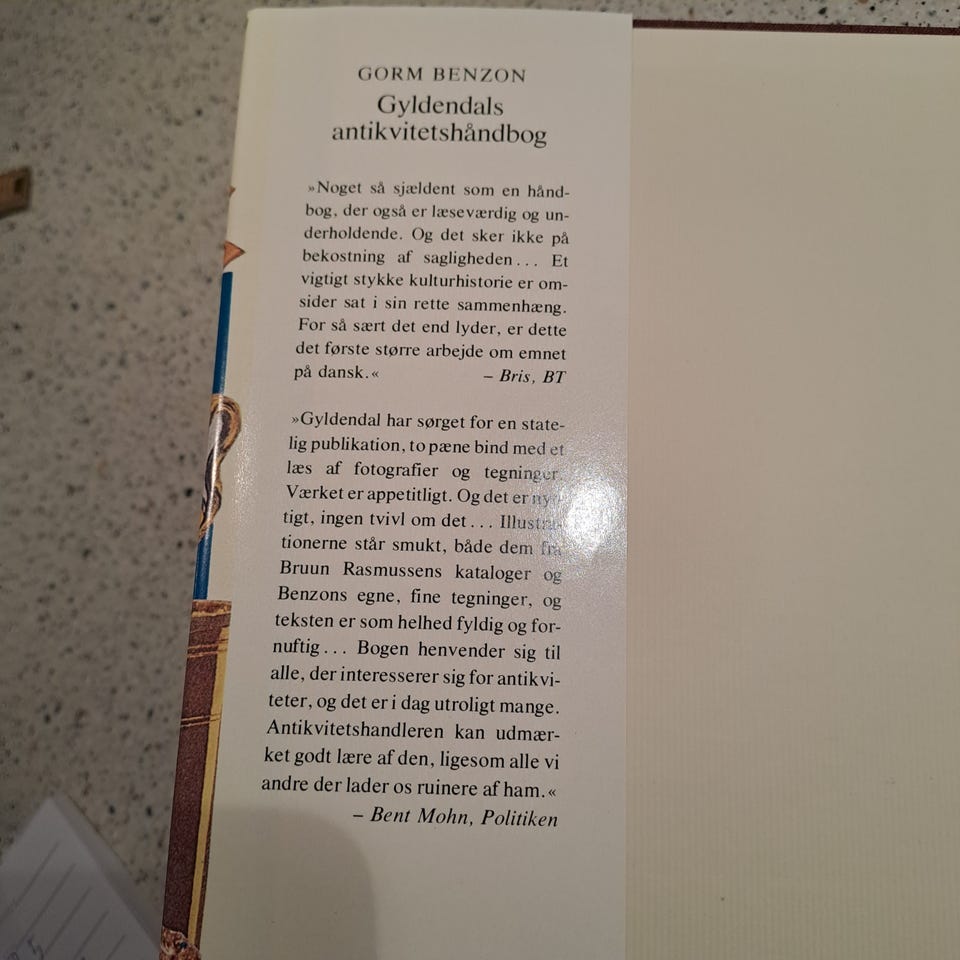 GORM BENZON
Gyldendals
antikvitetshåndbog
»Noget så sjældent som en hånd-
bog, der også er læseværdig og un-
derholdende. Og det sker ikke på
bekostning af sagligheden... Et
vigtigt stykke kulturhistorie er om-
sider sat i sin rette sammenhæng.
For så sært det end lyder, er dette
det første større arbejde om emnet
på dansk.« – Bris, BT
»Gyldendal har sørget for en state-
lig publikation, to pæne bind med et
læs af fotografier og tegninger.
Værket er appetitligt. Og det er nyt-
tigt, ingen tvivl om det... Illustra-
tionerne står smukt, både dem fra
Bruun Rasmussens kataloger og
Benzons egne, fine tegninger, og
teksten er som helhed fyldig og for-
nuftig... Bogen henvender sig til
alle, der interesserer sig for antikvi-
teter, og det er i dag utroligt mange.
Antikvitetshandleren kan udmær-
ket godt lære af den, ligesom alle vi
andre der lader os ruinere af ham.«
– Bent Mohn, Politiken